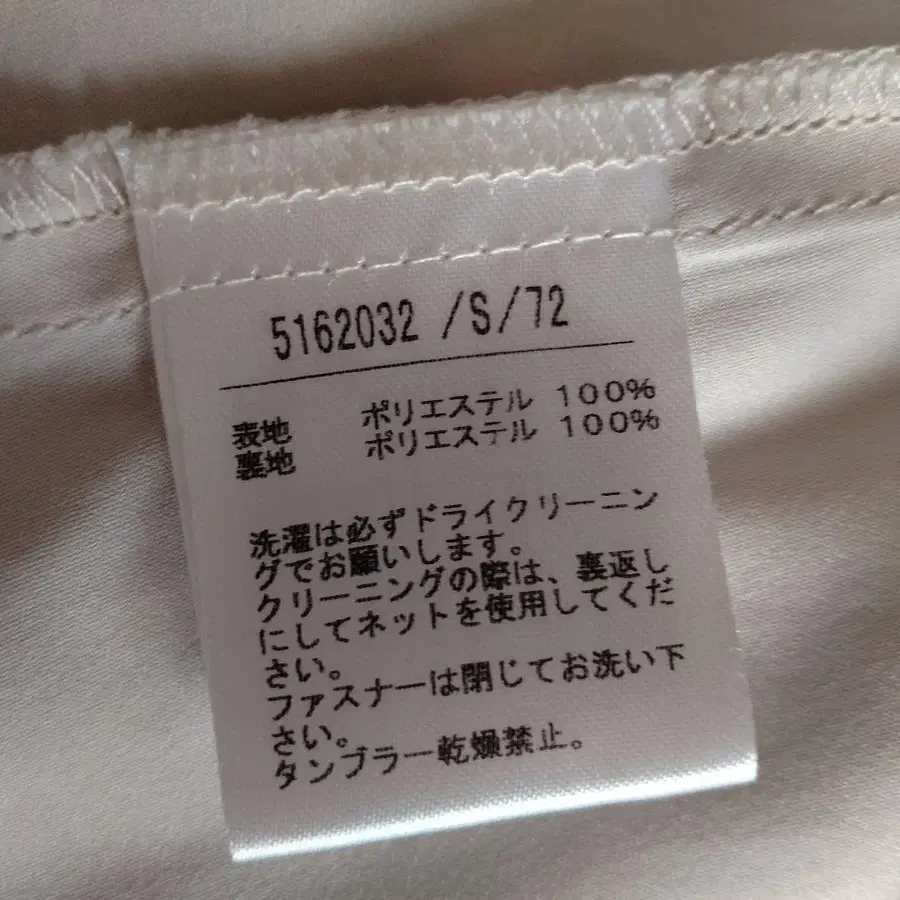 5162032 /S/72
表地 ポリエステル 100%
裏地 ポリエステル 100%
洗濯は必ずドライクリーニン
グでお願いします。
クリーニングの際は、裏返し
にしてネットを使用してくだ
さい。
ファスナーは閉じてお洗い下
さい。
タンブラー乾燥禁止。